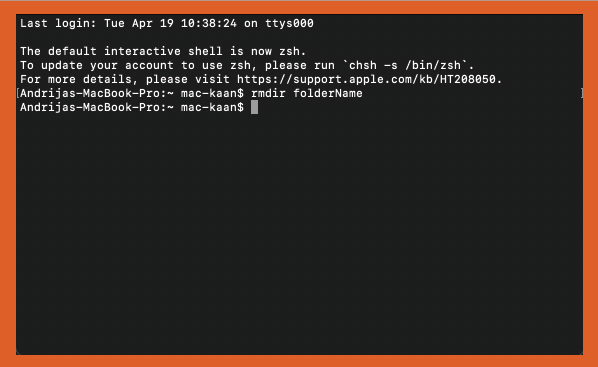 Last login: Tue Apr 19 10:38:24 on ttys000
The default interactive shell is now zsh.
To update your account to use zsh, please run `chsh -s /bin/zsh`.
For more details, please visit https://support.apple.com/kb/HT208050.
[Andrijas-MacBook-Pro:~ mac-kaan$ rmdir folderName ]
Andrijas-MacBook-Pro:~ mac-kaan$